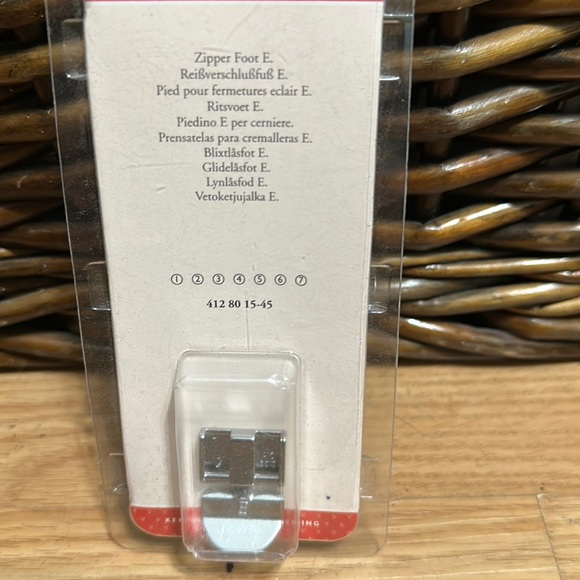 Zipper Foot E.
Reißverschlußfuß E.
Pied pour fermetures eclair E.
Ritsvoet E.
Piedino E per cerniere.
Prensatelas para cremalleras E.
Blixtlåsfot E.
Glidelåsfot E.
Lynlåsfod E.
Vetoketjujalka E.
① ② ③ ④ ⑤ ⑥ ⑦
412 80 15-45